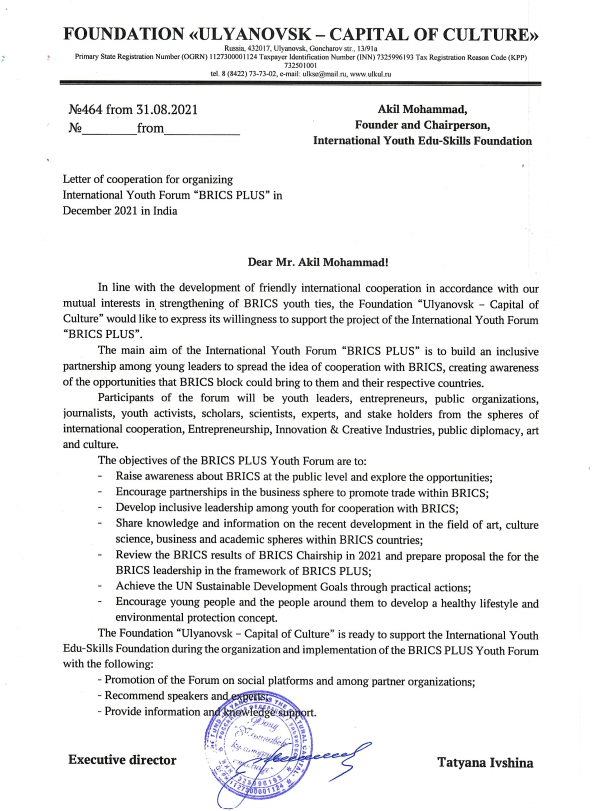 FOUNDATION «ULYANOVSK – CAPITAL OF CULTURE»
Russia, 432017, Ulyanovsk, Goncharov str., 13/91a
Primary State Registration Number (OGRN) 1127300001124 Taxpayer Identification Number (INN) 7325996193 Tax Registration Reason Code (KPP)
732501001
tel. 8 (8422) 73-73-02, e-mail: ulkse@mail.ru, www.ulkul.ru
№464 from 31.08.2021
№_________from____________
Akil Mohammad,
Founder and Chairperson,
International Youth Edu-Skills Foundation
Letter of cooperation for organizing
International Youth Forum “BRICS PLUS” in
December 2021 in India
Dear Mr. Akil Mohammad!
In line with the development of friendly international cooperation in accordance with our
mutual interests in strengthening of BRICS youth ties, the Foundation “Ulyanovsk – Capital of
Culture” would like to express its willingness to support the project of the International Youth Forum
“BRICS PLUS”.
The main aim of the International Youth Forum “BRICS PLUS” is to build an inclusive
partnership among young leaders to spread the idea of cooperation with BRICS, creating awareness
of the opportunities that BRICS block could bring to them and their respective countries.
Participants of the forum will be youth leaders, entrepreneurs, public organizations,
journalists, youth activists, scholars, scientists, experts, and stake holders from the spheres of
international cooperation, Entrepreneurship, Innovation & Creative Industries, public diplomacy, art
and culture.
The objectives of the BRICS PLUS Youth Forum are to:
- Raise awareness about BRICS at the public level and explore the opportunities;
- Encourage partnerships in the business sphere to promote trade within BRICS;
- Develop inclusive leadership among youth for cooperation with BRICS;
- Share knowledge and information on the recent development in the field of art, culture
science, business and academic spheres within BRICS countries;
- Review the BRICS results of BRICS Chairship in 2021 and prepare proposal the for the
BRICS leadership in the framework of BRICS PLUS;
- Achieve the UN Sustainable Development Goals through practical actions;
- Encourage young people and the people around them to develop a healthy lifestyle and
environmental protection concept.
The Foundation “Ulyanovsk – Capital of Culture” is ready to support the International Youth
Edu-Skills Foundation during the organization and implementation of the BRICS PLUS Youth Forum
with the following:
- Promotion of the Forum on social platforms and among partner organizations;
- Recommend speakers and experts;
- Provide information and knowledge support.
Executive director
Tatyana Ivshina